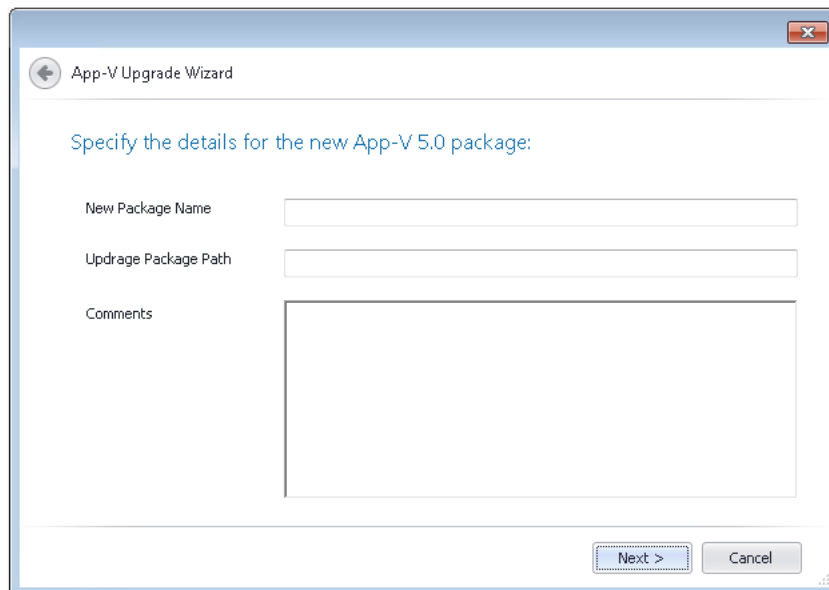 App-V Upgrade Wizard
Specify the details for the new App-V 5.0 package:
New Package Name
Updrage Package Path
Comments
Next >
Cancel